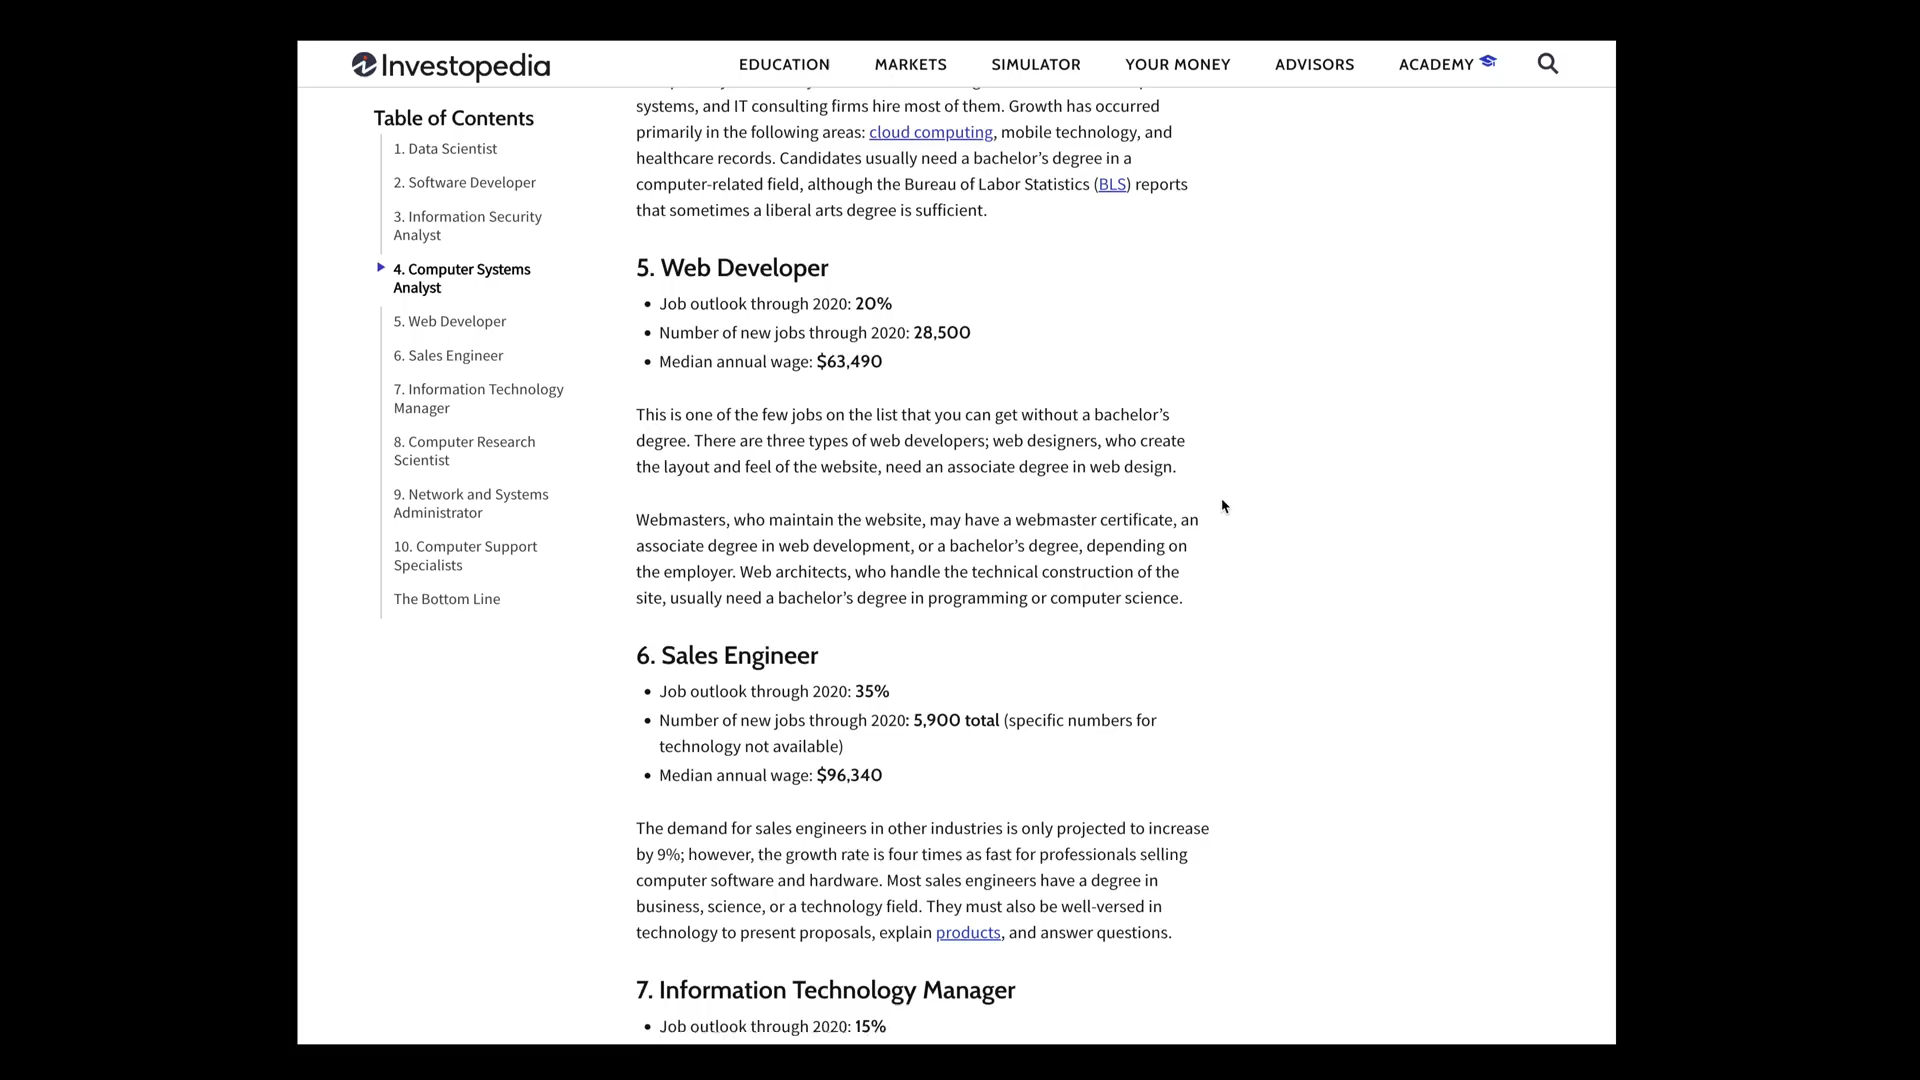 Investopedia
EDUCATION MARKETS SIMULATOR YOUR MONEY ADVISORS ACADEMY
Table of Contents
1. Data Scientist
2. Software Developer
3. Information Security
Analyst
4. Computer Systems
Analyst
5. Web Developer
6. Sales Engineer
7. Information Technology
Manager
8. Computer Research
Scientist
9. Network and Systems
Administrator
10. Computer Support
Specialists
The Bottom Line
systems, and IT consulting firms hire most of them. Growth has occurred
primarily in the following areas: cloud computing, mobile technology, and
healthcare records. Candidates usually need a bachelor’s degree in a
computer-related field, although the Bureau of Labor Statistics (BLS) reports
that sometimes a liberal arts degree is sufficient.
5. Web Developer
• Job outlook through 2020: 20%
• Number of new jobs through 2020: 28,500
• Median annual wage: $63,490
This is one of the few jobs on the list that you can get without a bachelor’s
degree. There are three types of web developers; web designers, who create
the layout and feel of the website, need an associate degree in web design.
Webmasters, who maintain the website, may have a webmaster certificate, an
associate degree in web development, or a bachelor’s degree, depending on
the employer. Web architects, who handle the technical construction of the
site, usually need a bachelor’s degree in programming or computer science.
6. Sales Engineer
• Job outlook through 2020: 35%
• Number of new jobs through 2020: 5,900 total (specific numbers for
technology not available)
• Median annual wage: $96,340
The demand for sales engineers in other industries is only projected to increase
by 9%; however, the growth rate is four times as fast for professionals selling
computer software and hardware. Most sales engineers have a degree in
business, science, or a technology field. They must also be well-versed in
technology to present proposals, explain products, and answer questions.
7. Information Technology Manager
• Job outlook through 2020: 15%